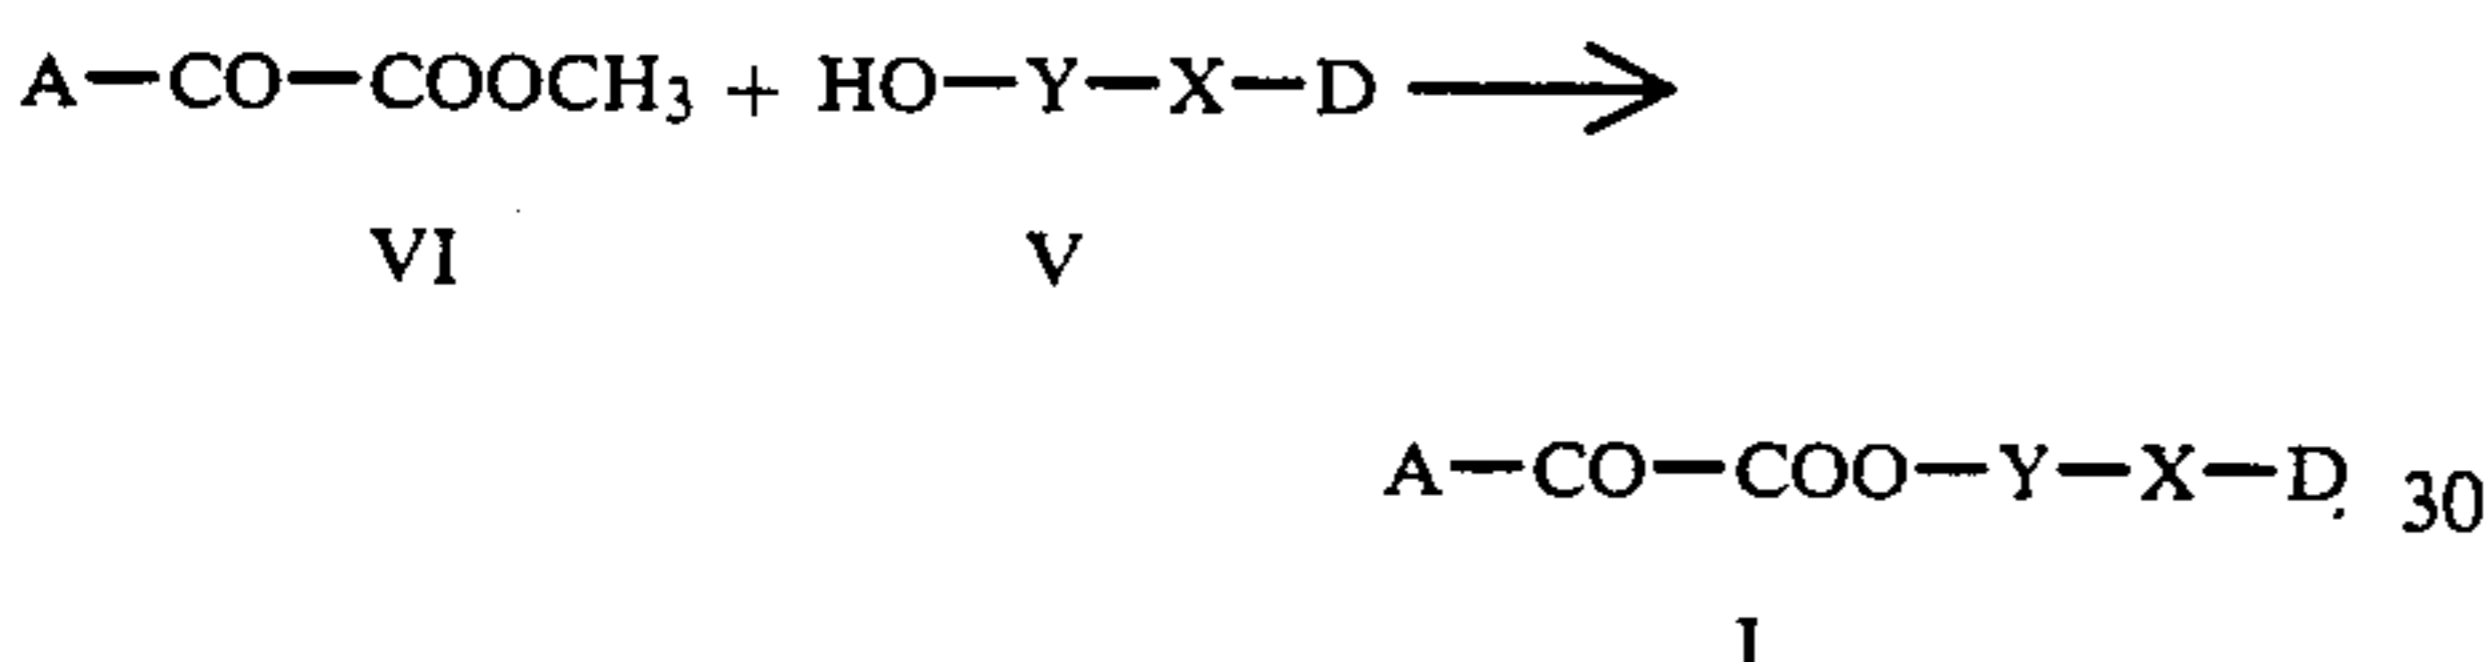 A—CO—COOCH₃ + HO—Y—X—D ⟶
VI V
A—CO—COO—Y—X—D. 30
I